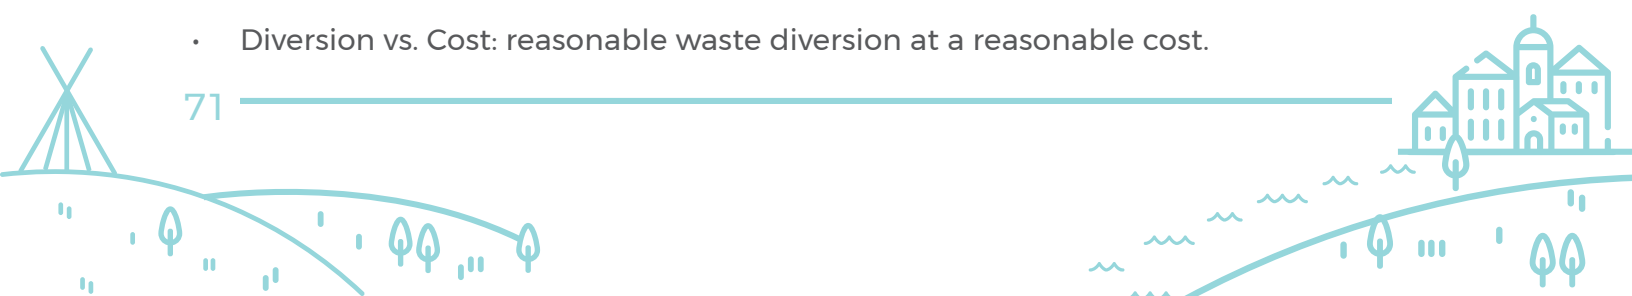 • Diversion vs. Cost: reasonable waste diversion at a reasonable cost.
71